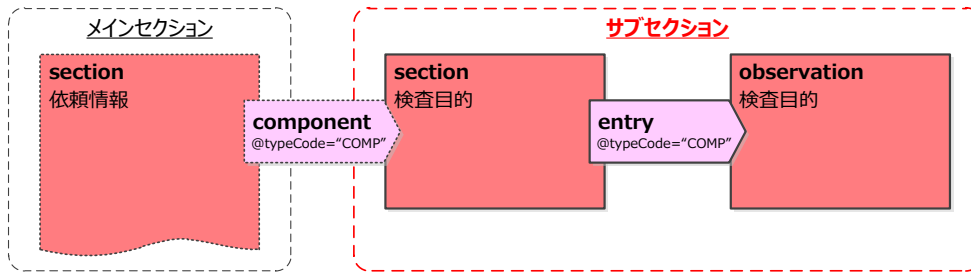 メインセクション
サブセクション
section
依頼情報
component
@typeCode=“COMP”
section
検査目的
entry
@typeCode=“COMP”
observation
検査目的